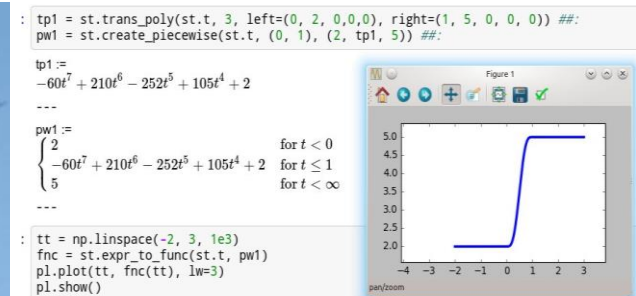 : tp1 = st.trans_poly(st.t, 3, left=(0, 2, 0,0,0), right=(1, 5, 0, 0, 0)) ##:
pw1 = st.create_piecewise(st.t, (0, 1), (2, tp1, 5)) ##:
tp1 :=
−60t⁷ + 210t⁶ − 252t⁵ + 105t⁴ + 2
---
pw1 :=
2 for t < 0
−60t⁷ + 210t⁶ − 252t⁵ + 105t⁴ + 2 for t ≤ 1
5 for t < ∞
---
: tt = np.linspace(-2, 3, 1e3)
fnc = st.expr_to_func(st.t, pw1)
pl.plot(tt, fnc(tt), lw=3)
pl.show()
Figure 1
5.0
4.5
4.0
3.5
3.0
2.5
2.0
−4 −3 −2 −1 0 1 2 3
pan/zoom